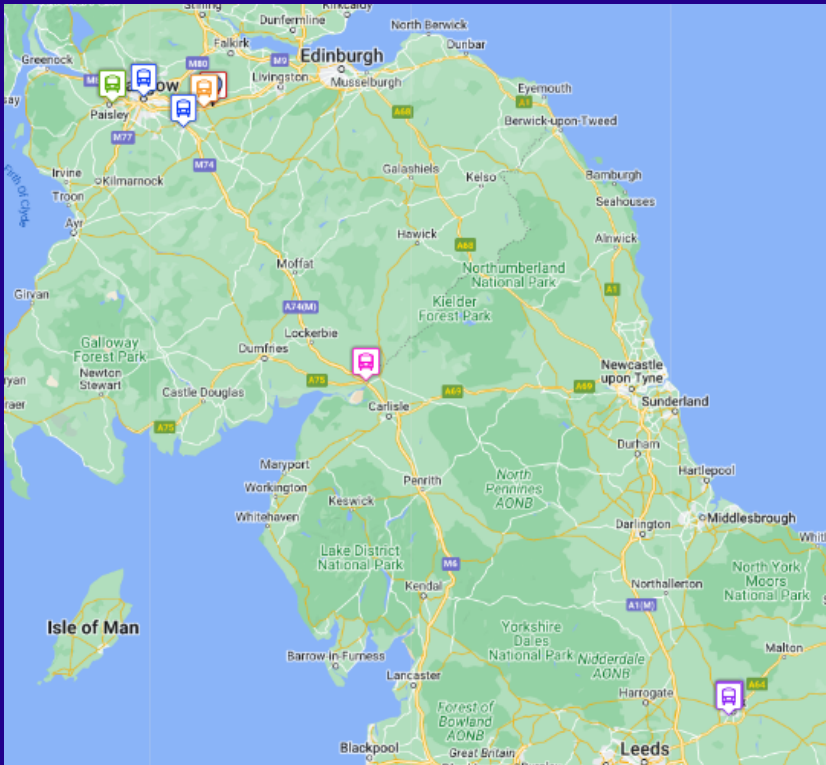 Stirling
Kirkcaldy
Dunfermline
North Berwick
Falkirk
Edinburgh
Dunbar
Greenock
M80
M9
Livingston
Musselburgh
Eyemouth
Paisley
A68
A1
Berwick-upon-Tweed
M77
M74
Galashiels
Kelso
Bamburgh
Irvine
Kilmarnock
Seahouses
Troon
Firth Of Clyde
Ayr
Hawick
A68
Alnwick
Moffat
Northumberland
National Park
A1
Girvan
A74(M)
Kielder
Forest Park
Lockerbie
Galloway
Forest Park
Dumfries
Newton
Stewart
A75
Castle Douglas
Newcastle
upon Tyne
A69
A69
Carlisle
Sunderland
A75
Durham
Maryport
Workington
Penrith
North
Pennines
AONB
Hartlepool
Keswick
Whitehaven
Darlington
Middlesbrough
Lake District
National Park
M6
North York
Moors
National Park
Kendal
Northallerton
A1(M)
Isle of Man
Yorkshire
Dales
National Park
Nidderdale
AONB
Malton
Barrow-in-Furness
Lancaster
A64
Harrogate
Forest of
Bowland
AONB
Blackpool
Great Britain
Leeds